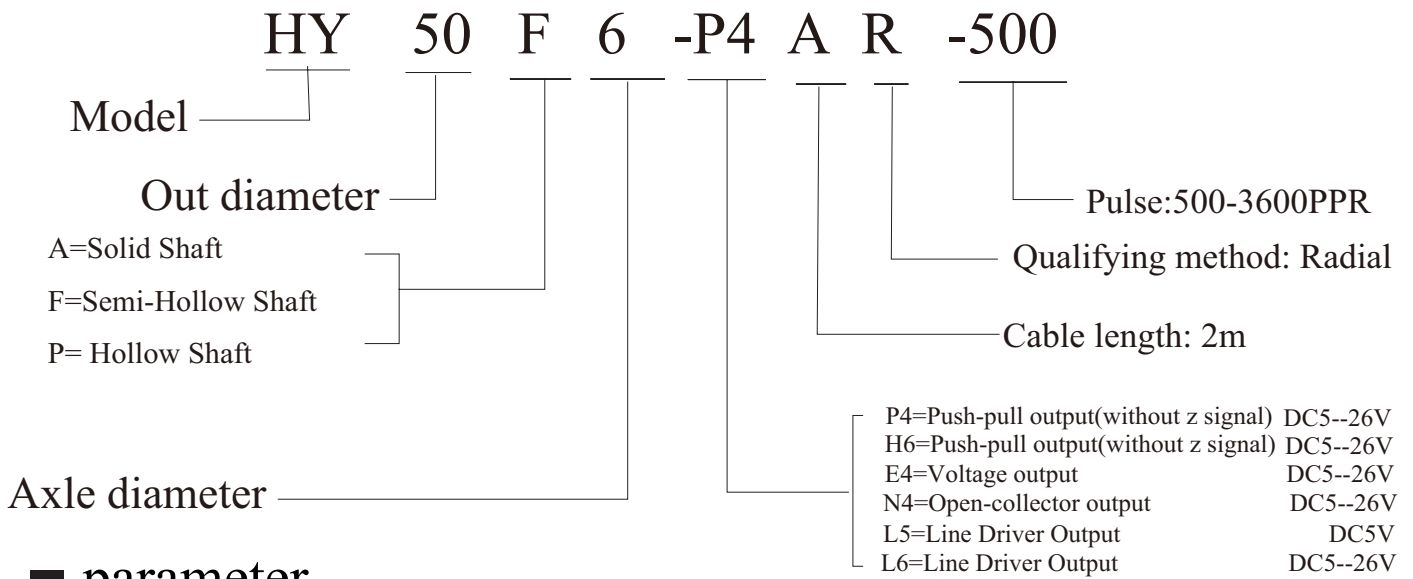 HY 50 F 6 -P4 A R -500
Model
Out diameter
A=Solid Shaft
F=Semi-Hollow Shaft
P= Hollow Shaft
Axle diameter
Pulse:500-3600PPR
Qualifying method: Radial
Cable length: 2m
P4=Push-pull output(without z signal) DC5--26V
H6=Push-pull output(without z signal) DC5--26V
E4=Voltage output DC5--26V
N4=Open-collector output DC5--26V
L5=Line Driver Output DC5V
L6=Line Driver Output DC5--26V
parameter